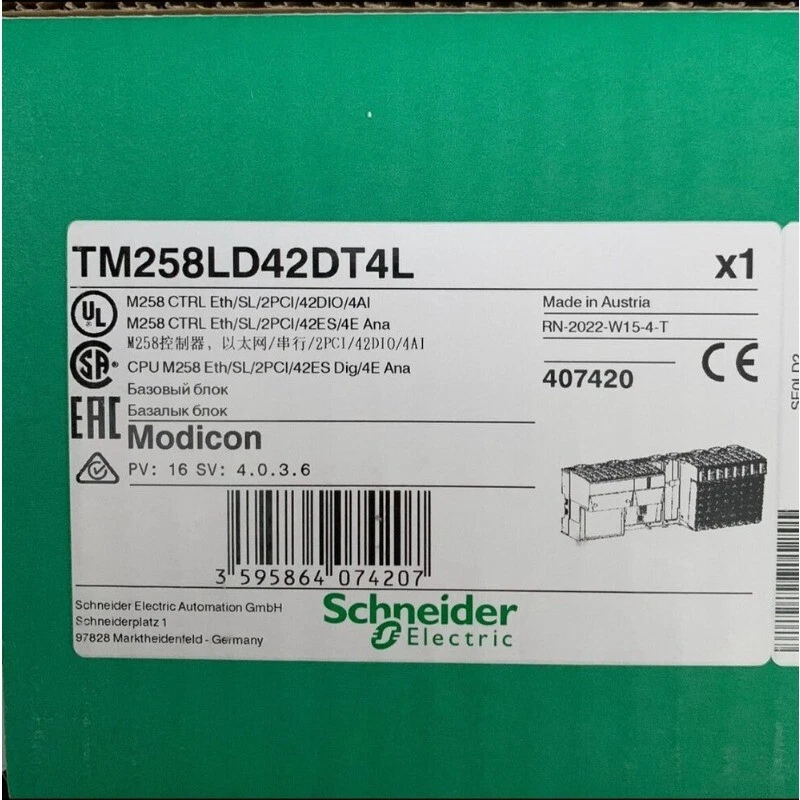 TM258LD42DT4L
x1
UL
M258 CTRL Eth/SL/2PCI/42DIO/4AI
M258 CTRL Eth/SL/2PCI/42ES/4E Ana
M258控制器, 以太网/串行/2PCI/42DIO/4AI
CPU M258 Eth/SL/2PCI/42ES Dig/4E Ana
Базовый блок
Базалык блок
Made in Austria
RN-2022-W15-4-T
407420
CE
SA
EAC
Modicon
PV: 16 SV: 4.0.3.6
3 595864 074207
Schneider Electric Automation GmbH
Schneiderplatz 1
97828 Marktheidenfeld - Germany
Schneider
Electric